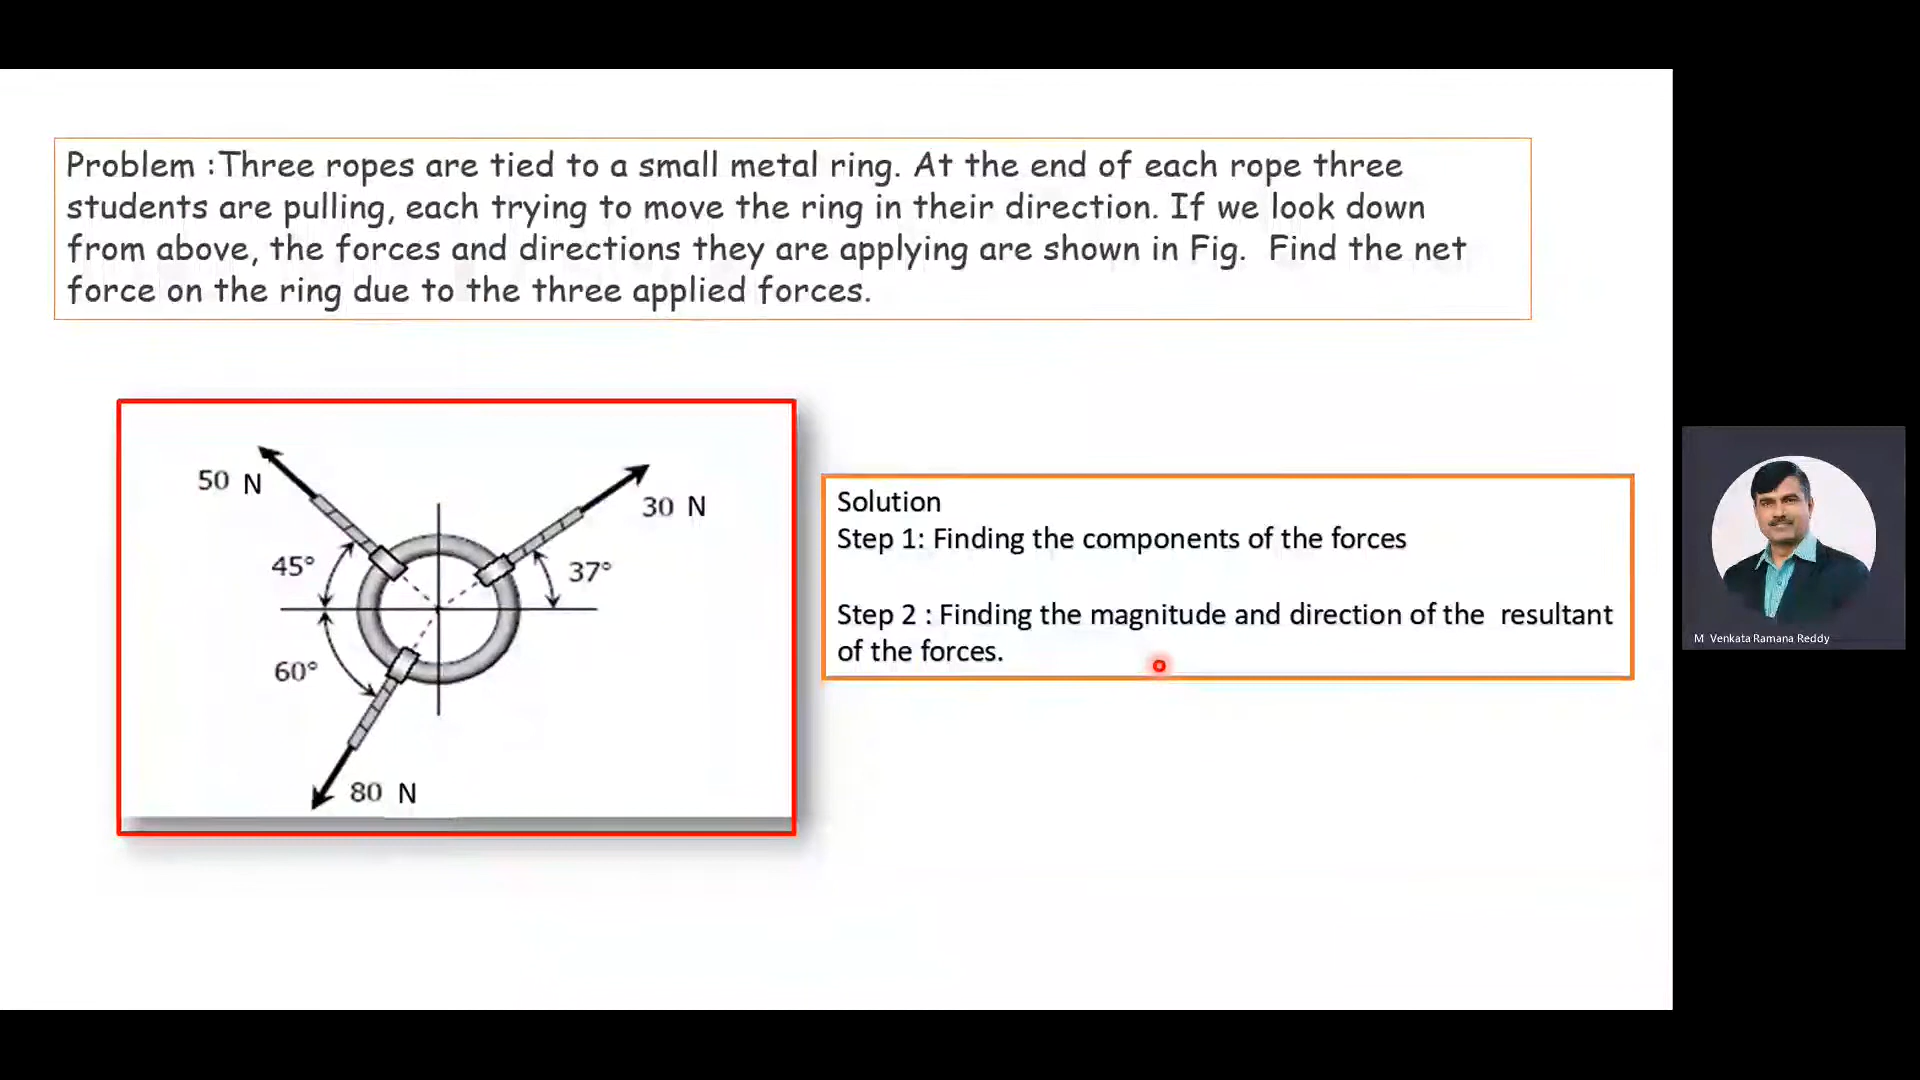 Problem :Three ropes are tied to a small metal ring. At the end of each rope three
students are pulling, each trying to move the ring in their direction. If we look down
from above, the forces and directions they are applying are shown in Fig.  Find the net
force on the ring due to the three applied forces.
50 N
30 N
45°
37°
60°
80 N
Solution
Step 1: Finding the components of the forces
Step 2 : Finding the magnitude and direction of the  resultant
of the forces.
M Venkata Ramana Reddy